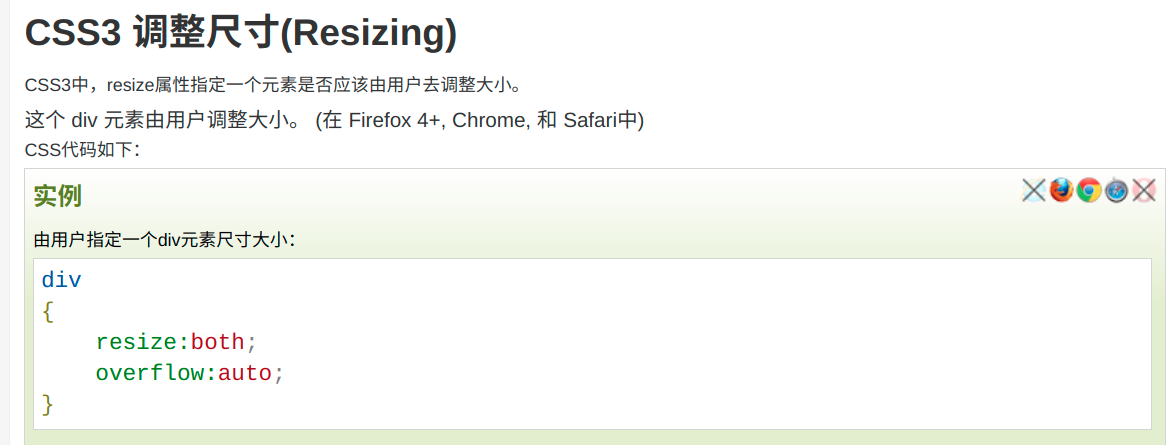 CSS3 调整尺寸(Resizing)
CSS3中，resize属性指定一个元素是否应该由用户去调整大小。
这个 div 元素由用户调整大小。 (在 Firefox 4+, Chrome, 和 Safari中)
CSS代码如下：
实例
由用户指定一个div元素尺寸大小：
div
{
    resize:both;
    overflow:auto;
}